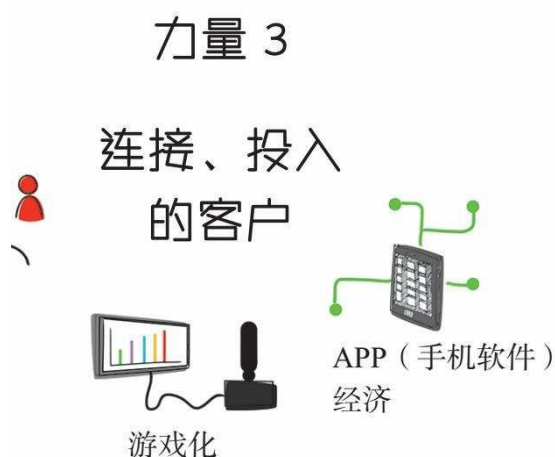 力量 3
连接、投入
的客户
APP（手机软件）
经济
游戏化